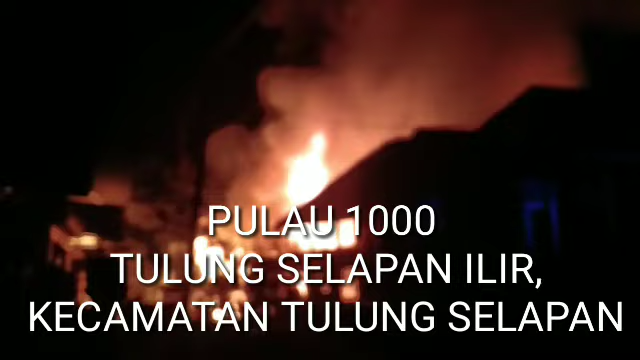 PULAU 1000
TULUNG SELAPAN ILIR,
KECAMATAN TULUNG SELAPAN